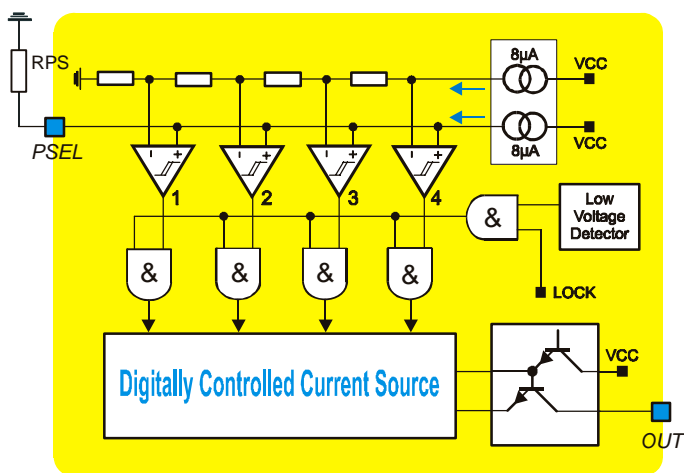 RPS
8µA
VCC
PSEL
8µA
VCC
1
2
3
4
&
Low
Voltage
Detector
&
&
&
&
LOCK
Digitally Controlled Current Source
VCC
OUT